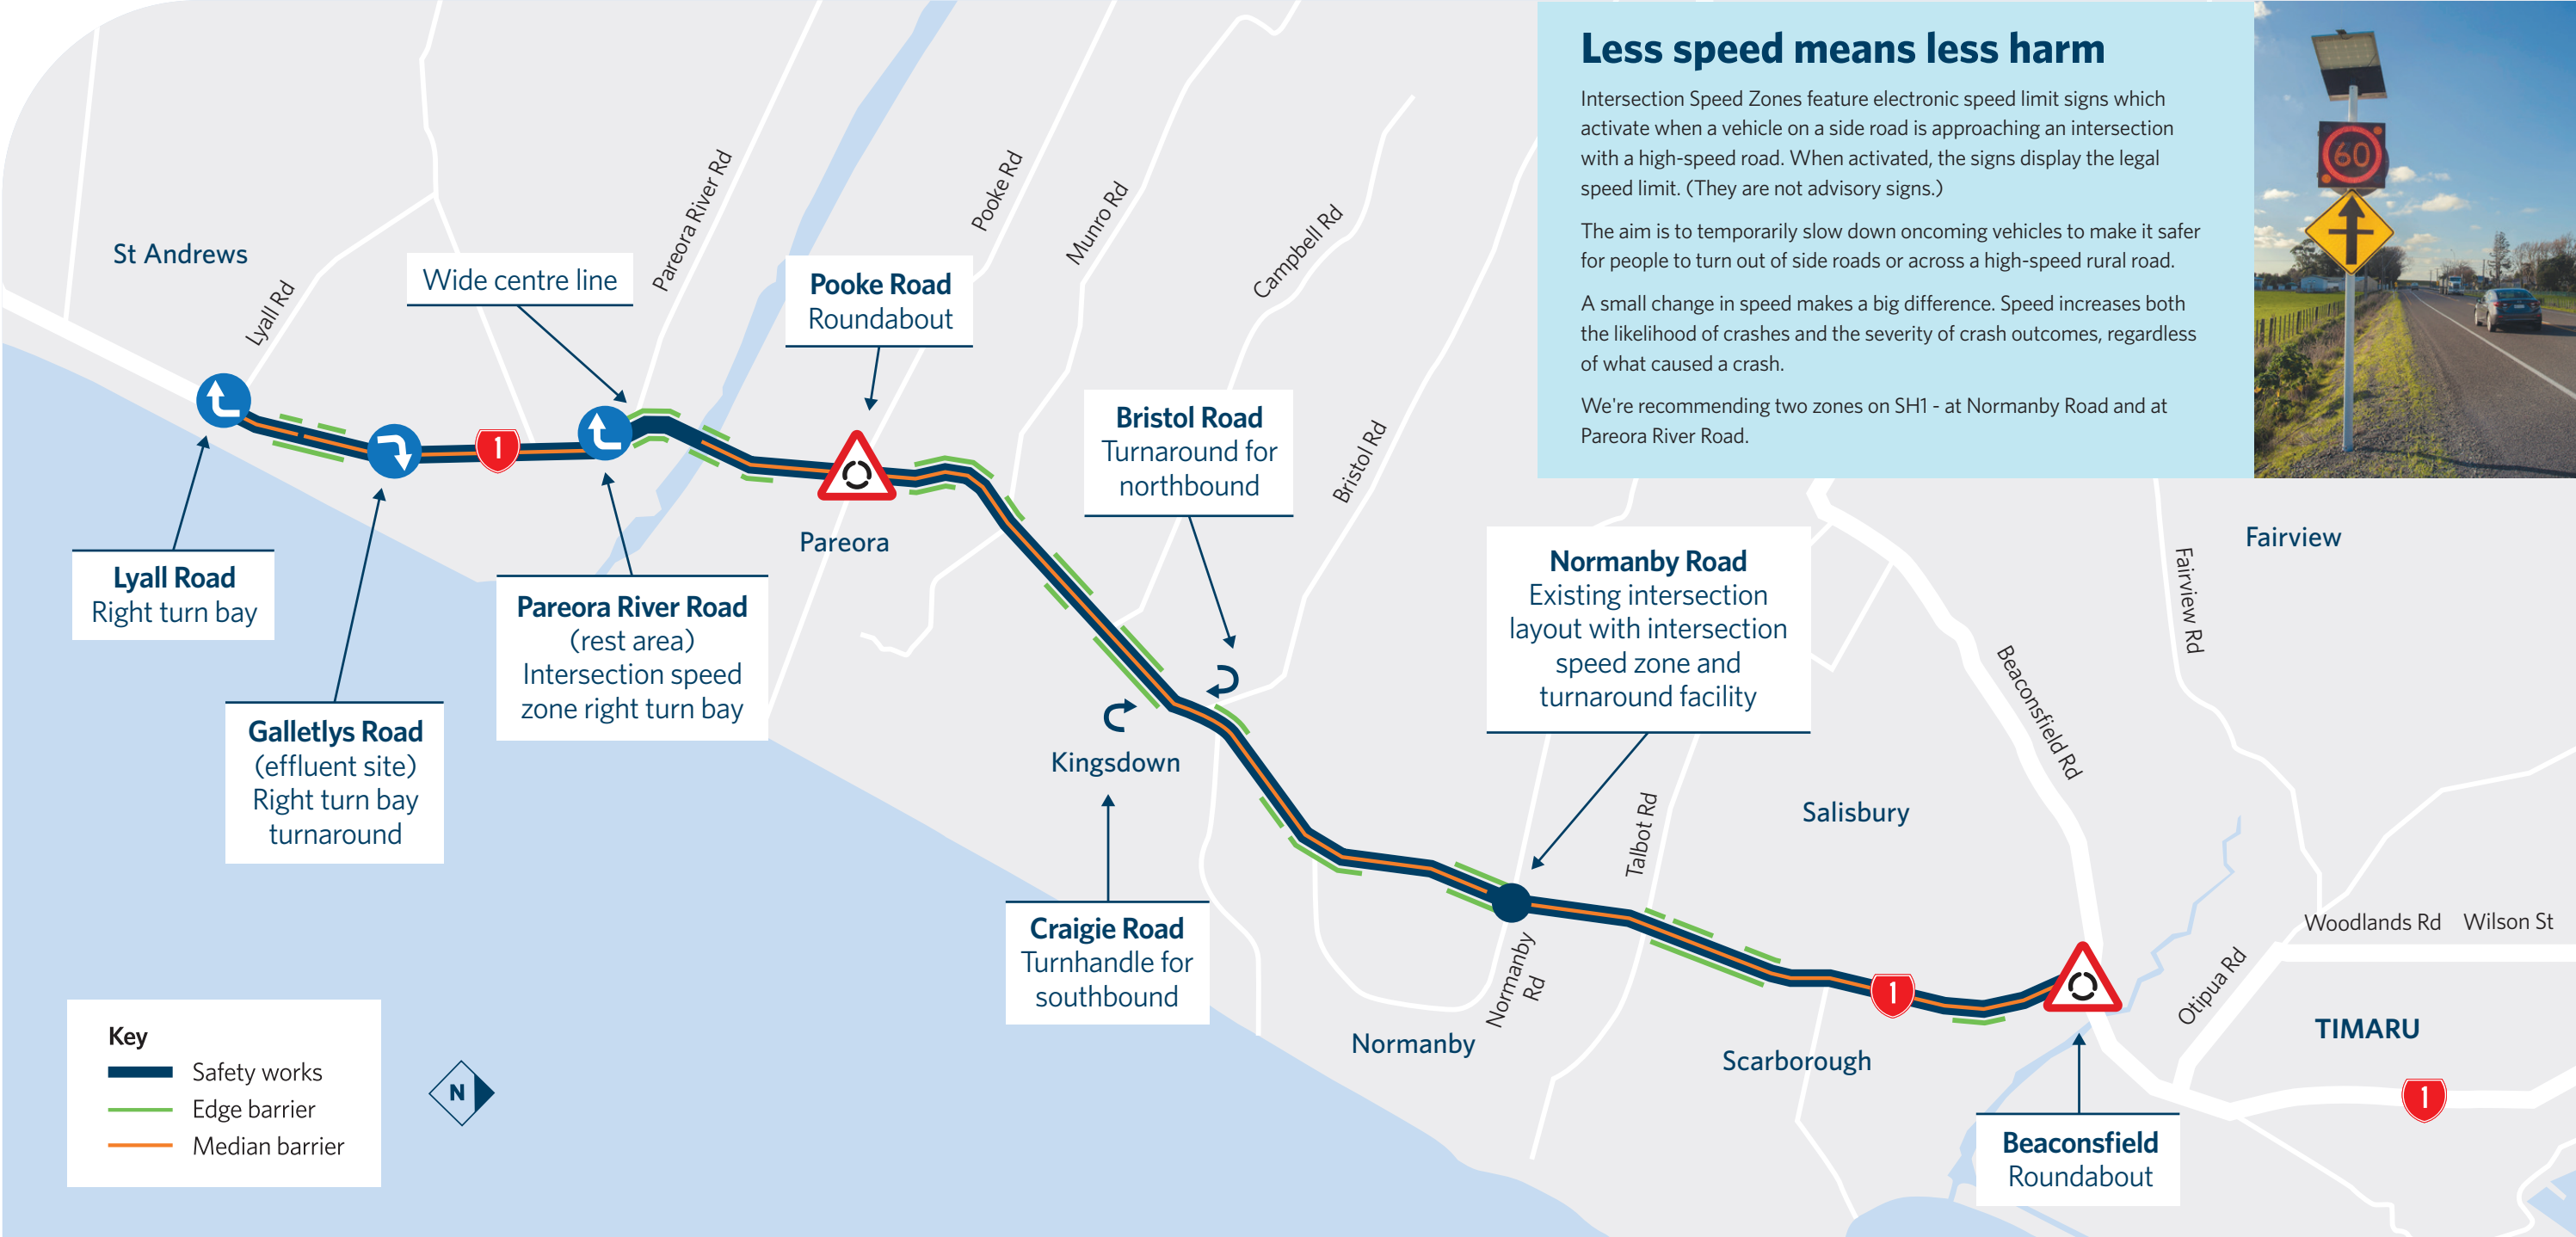 Less speed means less harm
Intersection Speed Zones feature electronic speed limit signs which
activate when a vehicle on a side road is approaching an intersection
with a high-speed road. When activated, the signs display the legal
speed limit. (They are not advisory signs.)
The aim is to temporarily slow down oncoming vehicles to make it safer
for people to turn out of side roads or across a high-speed rural road.
A small change in speed makes a big difference. Speed increases both
the likelihood of crashes and the severity of crash outcomes, regardless
of what caused a crash.
We're recommending two zones on SH1 - at Normanby Road and at
Pareora River Road.
60
St Andrews
Lyall Rd
Wide centre line
Pareora River Rd
Pooke Road
Roundabout
Pooke Rd
Munro Rd
Campbell Rd
Bristol Road
Turnaround for
northbound
Bristol Rd
1
Pareora
Lyall Road
Right turn bay
Galletlys Road
(effluent site)
Right turn bay
turnaround
Pareora River Road
(rest area)
Intersection speed
zone right turn bay
Kingsdown
Craigie Road
Turnhandle for
southbound
Normanby Road
Existing intersection
layout with intersection
speed zone and
turnaround facility
Fairview
Fairview Rd
Beaconsfield Rd
Talbot Rd
Salisbury
Normanby
Rd
Normanby
Scarborough
1
Woodlands Rd
Wilson St
Otipua Rd
TIMARU
1
Beaconsfield
Roundabout
Key
Safety works
Edge barrier
Median barrier
N